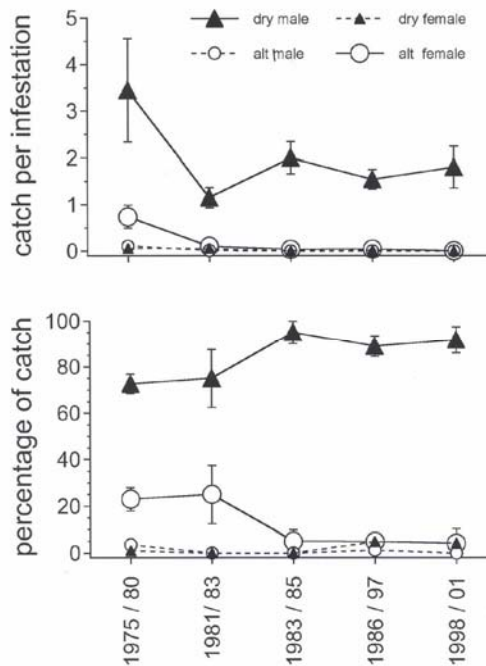 dry male
dry female
alt male
alt female
catch per infestation
5
4
3
2
1
0
percentage of catch
100
80
60
40
20
0
1975 / 80
1981/ 83
1983 / 85
1986 / 97
1998 / 01